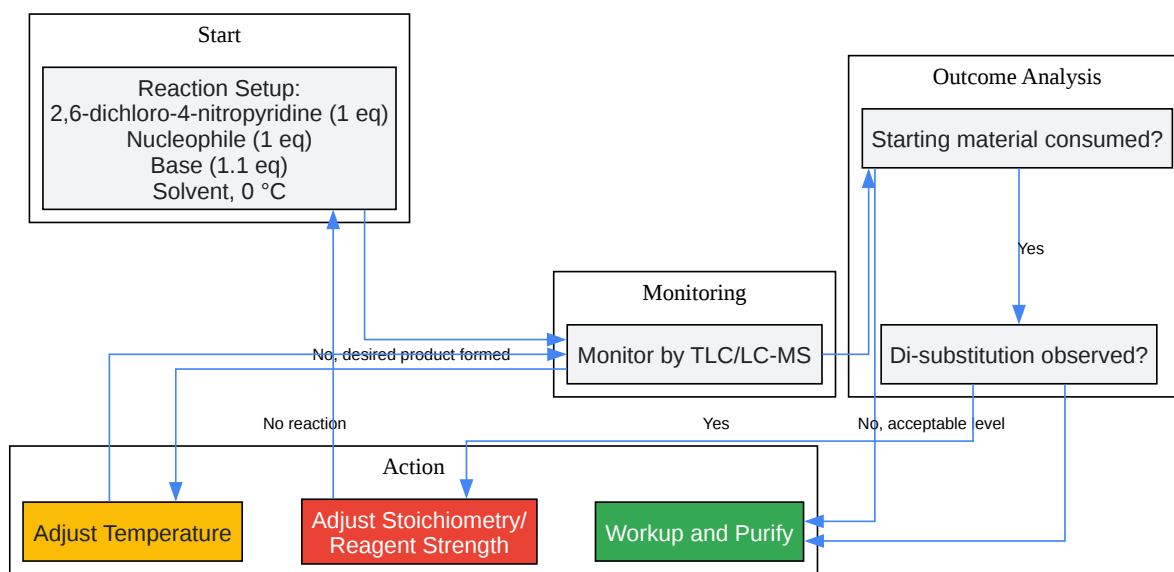 Start
Reaction Setup:
2,6-dichloro-4-nitropyridine (1 eq)
Nucleophile (1 eq)
Base (1.1 eq)
Solvent, 0 °C
Outcome Analysis
Starting material consumed?
Yes
Monitoring
Monitor by TLC/LC-MS
No, desired product formed
Di-substitution observed?
No reaction
Yes
No, acceptable level
Action
Adjust Temperature
Adjust Stoichiometry/
Reagent Strength
Workup and Purify